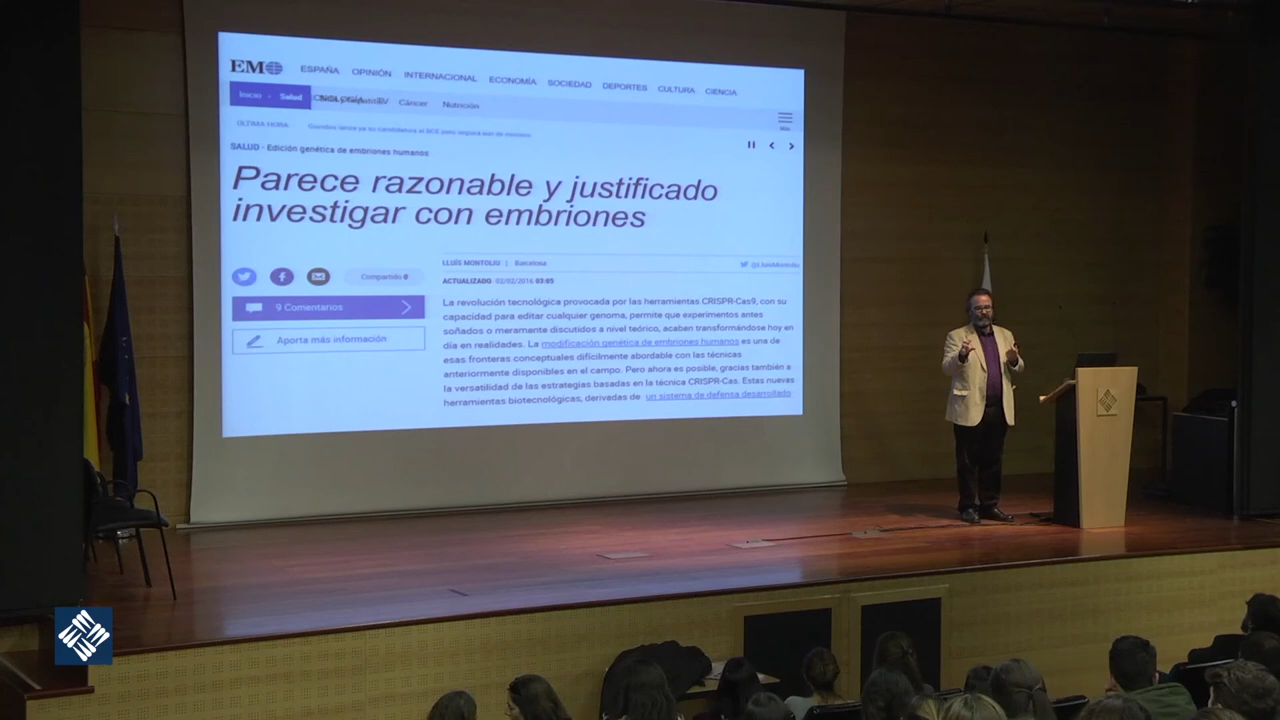 EM
ESPAÑA OPINIÓN INTERNACIONAL ECONOMÍA SOCIEDAD DEPORTES CULTURA CIENCIA
Inicio › Salud TV Cáncer Nutrición
Más
ÚLTIMA HORA:
SALUD - Edición genética de embriones humanos
Parece razonable y justificado
investigar con embriones
LLUÍS MONTOLIU | Barcelona
@LluisMontoliu
Compartido 0
ACTUALIZADO 02/02/2016 03:05
9 Comentarios
Aporta más información
La revolución tecnológica provocada por las herramientas CRISPR-Cas9, con su
capacidad para editar cualquier genoma, permite que experimentos antes
soñados o meramente discutidos a nivel teórico, acaben transformándose hoy en
día en realidades. La modificación genética de embriones humanos es una de
esas fronteras conceptuales difícilmente abordable con las técnicas
anteriormente disponibles en el campo. Pero ahora es posible, gracias también a
la versatilidad de las estrategias basadas en la técnica CRISPR-Cas. Estas nuevas
herramientas biotecnológicas, derivadas de un sistema de defensa desarrollado